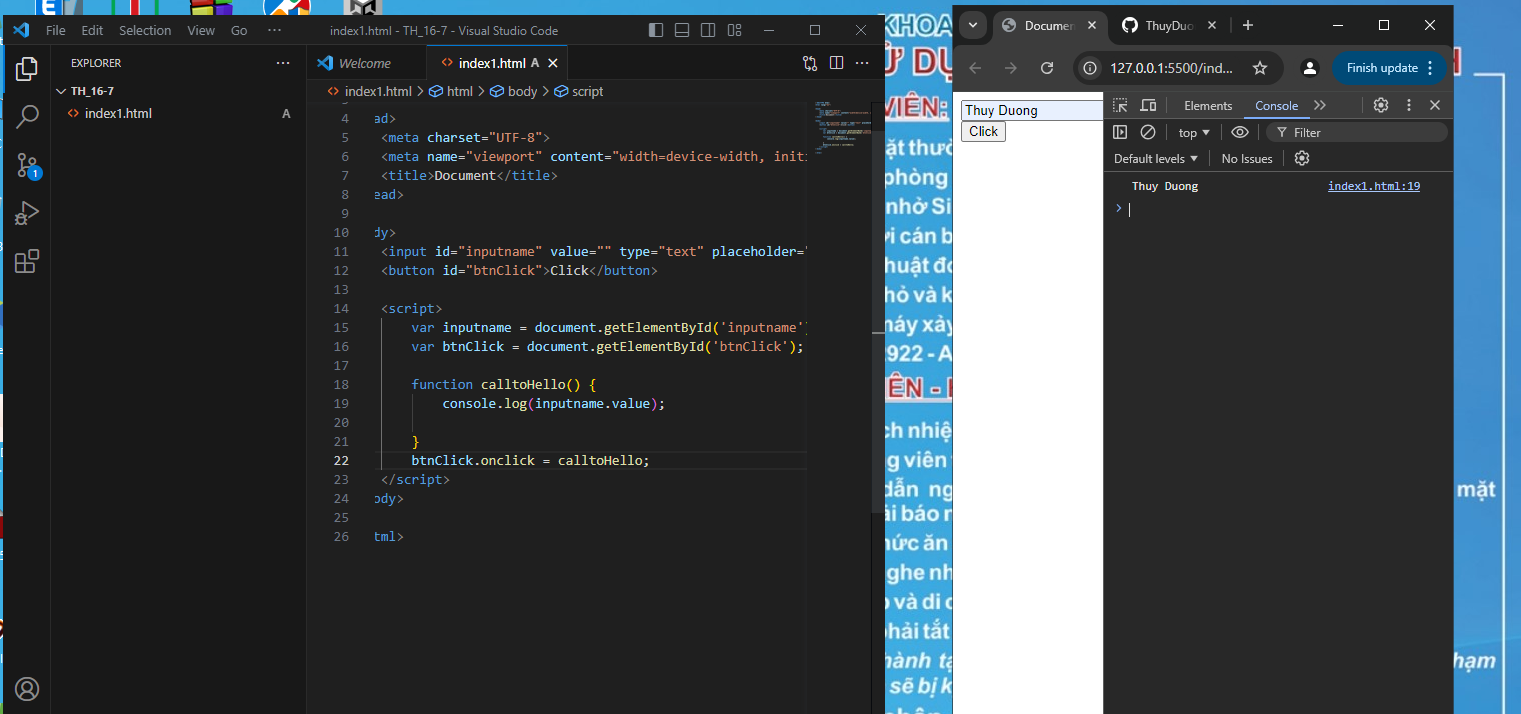 File Edit Selection View Go ··· index1.html - TH_16-7 - Visual Studio Code
EXPLORER ···
TH_16-7
index1.html A
1
Welcome
index1.html A
index1.html > html > body > script
4 ad>
5 <meta charset="UTF-8">
6 <meta name="viewport" content="width=device-width, initi
7 <title>Document</title>
8 ead>
9
10 dy>
11 <input id="inputname" value="" type="text" placeholder="
12 <button id="btnClick">Click</button>
13
14 <script>
15 var inputname = document.getElementById('inputname')
16 var btnClick = document.getElementById('btnClick');
17
18 function calltoHello() {
19 console.log(inputname.value);
20
21 }
22 btnClick.onclick = calltoHello;
23 </script>
24 ody>
25
26 tml>
KHOA
Ử DỤ H
VIÊN:
ặt thườ
phòng
nhở Si
ời cán b
huật đo
hỏ và k
máy xảy
922 - A
ÊN -
ch nhiệ
g viên
dẫn ng mặt
ái báo
hức ăn
ghe nh
và di c
phải tắt
hành tạ hạm
sẽ bị k
Documen
ThuyDuo
127.0.0.1:5500/ind...
Finish update
Thuy Duong
Click
Elements Console
top Filter
Default levels No Issues
Thuy Duong index1.html:19
>